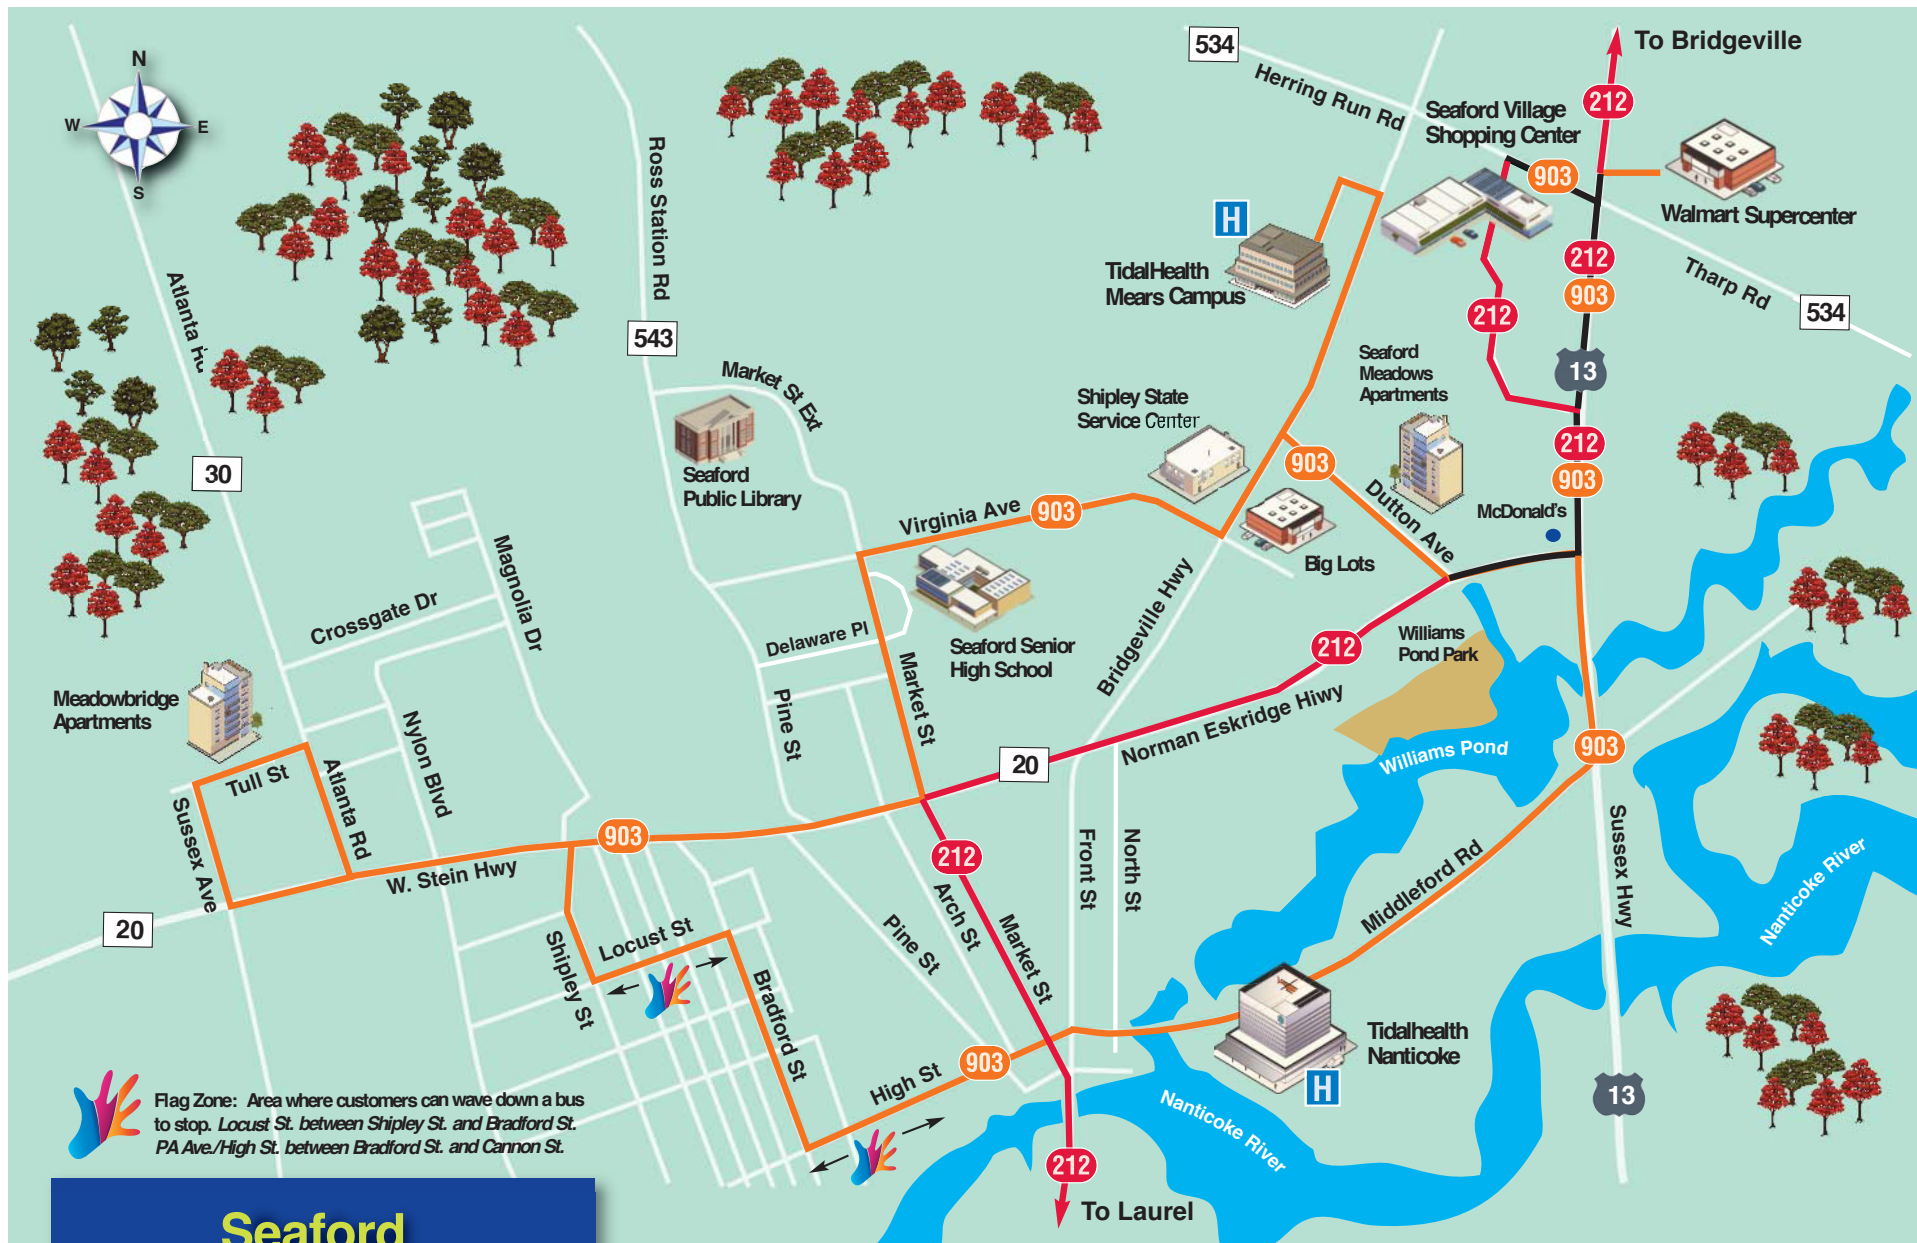 N
W
E
S
534
Herring Run Rd
To Bridgeville
212
Seaford Village
Shopping Center
903
Walmart Supercenter
H
TidalHealth
Mears Campus
212
903
Tharp Rd
534
212
13
Atlanta Rd
Ross Station Rd
543
Market St Ext
Seaford
Public Library
Shipley State
Service Center
Seaford
Meadows
Apartments
212
903
903
Dutton Ave
McDonald's
30
Virginia Ave
903
Big Lots
Magnolia Dr
Crossgate Dr
Delaware Pl
Seaford Senior
High School
Bridgeville Hwy
212
Williams
Pond Park
Meadowbridge
Apartments
Market St
Pine St
Nylon Blvd
Norman Eskridge Hiwy
20
Williams Pond
903
Tull St
Atlanta Rd
Sussex Ave
903
W. Stein Hwy
212
Front St
North St
Sussex Hwy
Middleford Rd
Nanticoke River
20
Arch St
Market St
Pine St
Locust St
Shipley St
Bradford St
High St
903
Tidalhealth
Nanticoke
H
13
Nanticoke River
212
To Laurel
Flag Zone: Area where customers can wave down a bus
to stop. Locust St. between Shipley St. and Bradford St.
PA Ave./High St. between Bradford St. and Cannon St.
Seaford